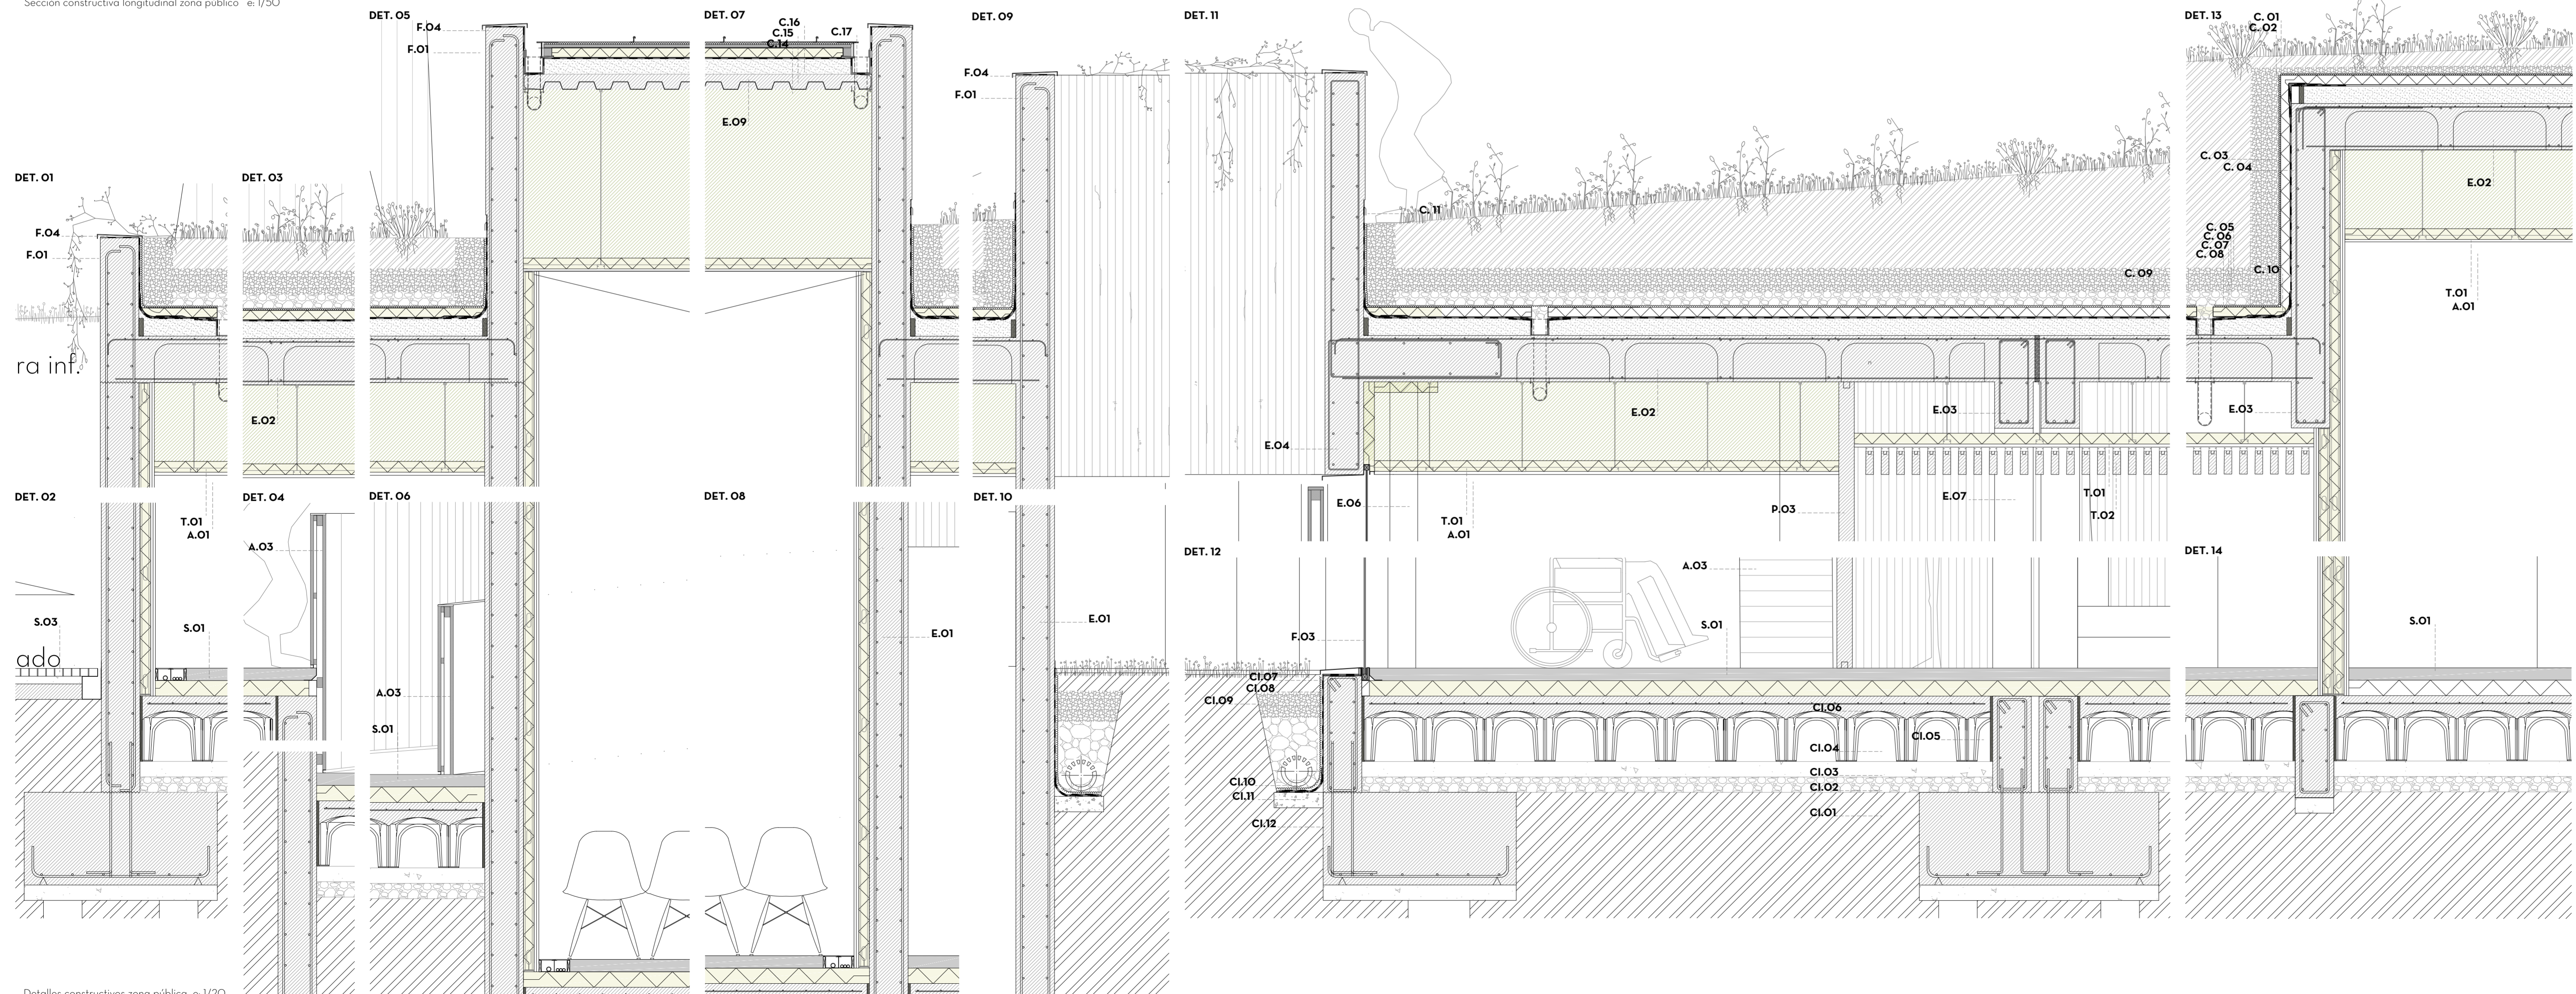 Sección constructiva longitudinal zona público   e: 1/50
DET. 01
F.04
F.01
ra inf.
DET. 02
T.01
A.01
S.03
S.01
ado
DET. 03
E.02
DET. 04
A.03
DET. 05
F.04
F.01
DET. 06
A.03
S.01
DET. 07
C.16
C.15
C.14
C.17
E.09
DET. 08
E.01
DET. 09
F.04
F.01
DET. 10
E.01
DET. 11
C. 11
C. 09
E.02
E.03
E.04
E.06
T.01
A.01
P.03
E.07
T.01
T.02
DET. 12
A.03
S.01
F.03
CI.07
CI.08
CI.09
CI.06
CI.05
CI.04
CI.03
CI.02
CI.01
CI.10
CI.11
CI.12
DET. 13
C. 01
C. 02
C. 03
C. 04
E.02
C. 05
C. 06
C. 07
C. 08
C. 10
T.01
A.01
E.03
DET. 14
S.01
Detalles constructivos zona pública  e: 1/20